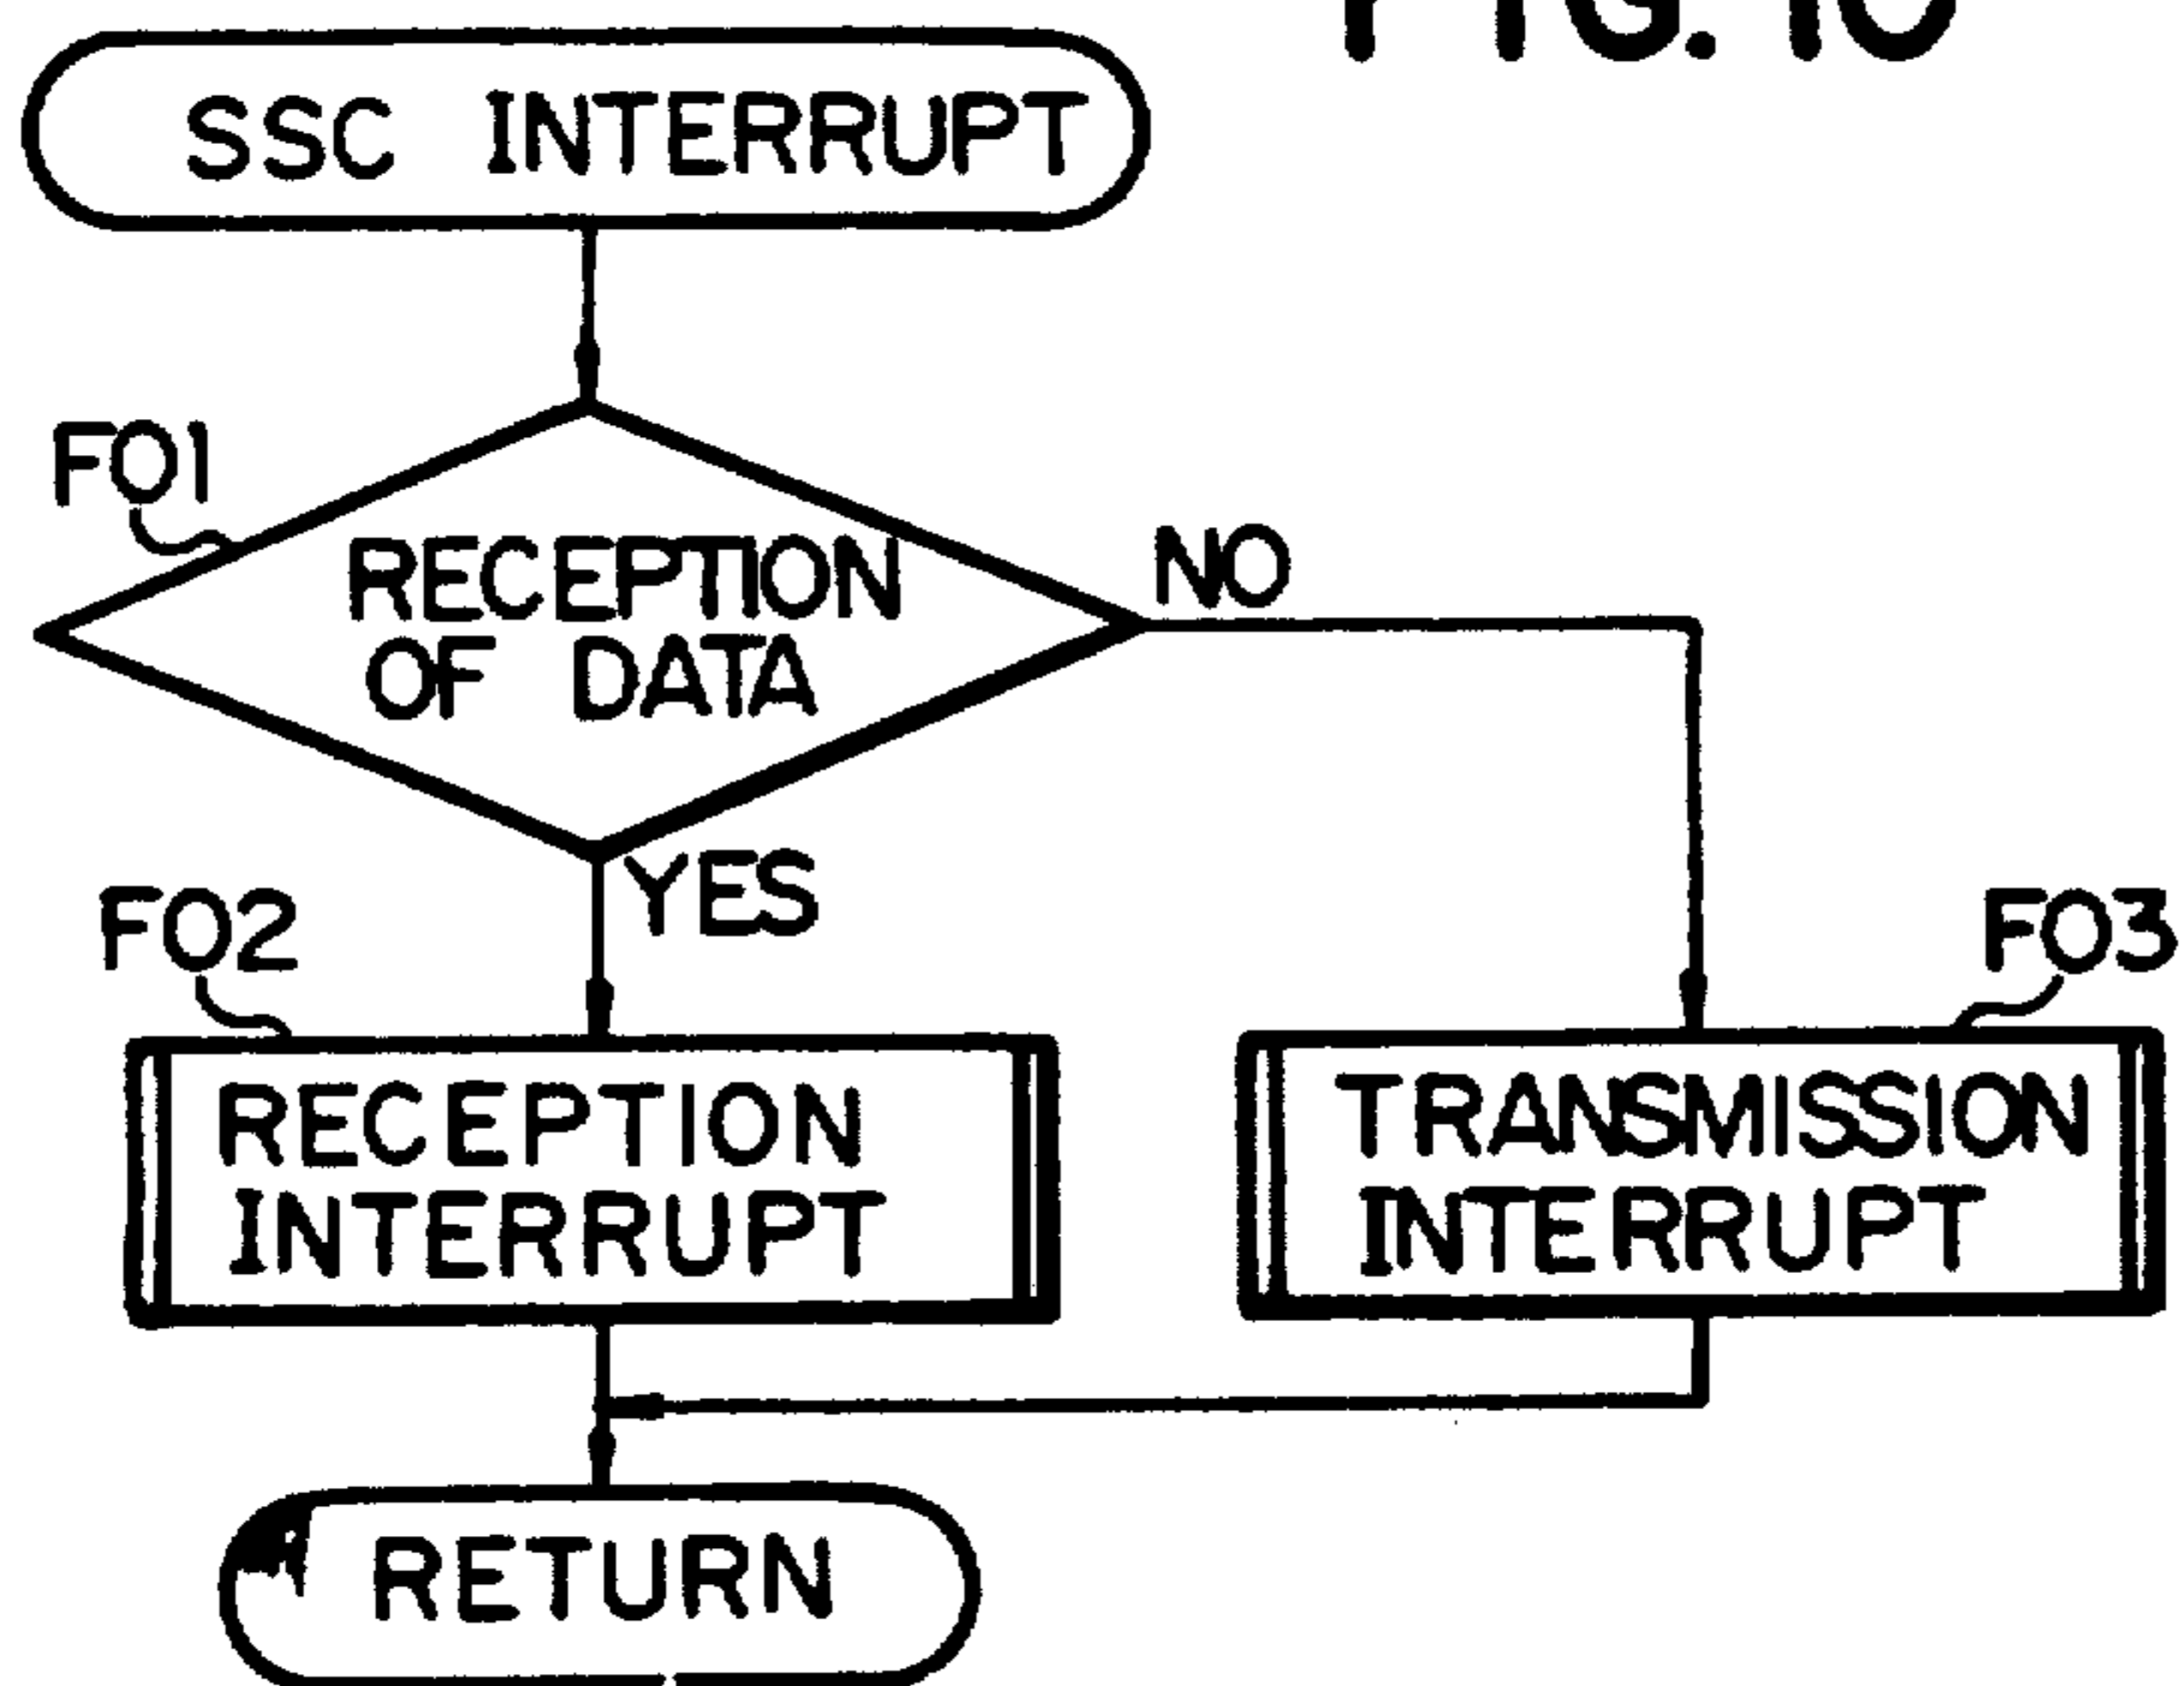 FIG. 10
SSC INTERRUPT
F01
RECEPTION
OF DATA
NO
YES
F02
F03
RECEPTION
INTERRUPT
TRANSMISSION
INTERRUPT
RETURN